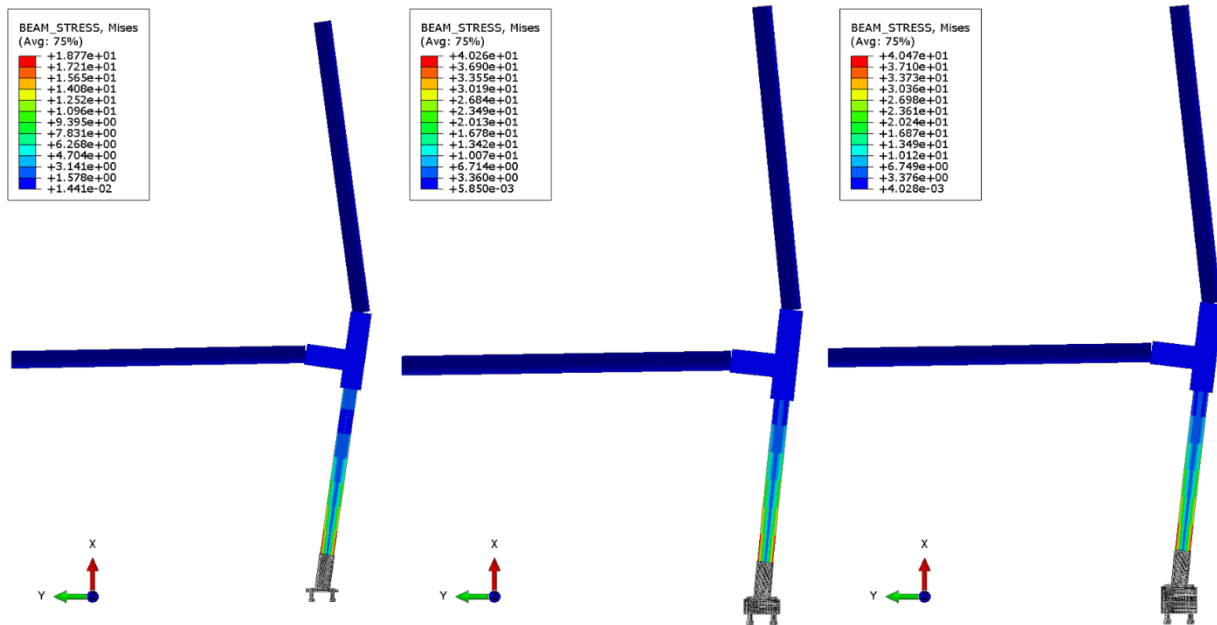 BEAM_STRESS, Mises
(Avg: 75%)
+1.877e+01
+1.721e+01
+1.565e+01
+1.408e+01
+1.252e+01
+1.096e+01
+9.395e+00
+7.831e+00
+6.268e+00
+4.704e+00
+3.141e+00
+1.578e+00
+1.441e-02
X
Y
BEAM_STRESS, Mises
(Avg: 75%)
+4.026e+01
+3.690e+01
+3.355e+01
+3.019e+01
+2.684e+01
+2.349e+01
+2.013e+01
+1.678e+01
+1.342e+01
+1.007e+01
+6.714e+00
+3.360e+00
+5.850e-03
X
Y
BEAM_STRESS, Mises
(Avg: 75%)
+4.047e+01
+3.710e+01
+3.373e+01
+3.036e+01
+2.698e+01
+2.361e+01
+2.024e+01
+1.687e+01
+1.349e+01
+1.012e+01
+6.749e+00
+3.376e+00
+4.028e-03
X
Y